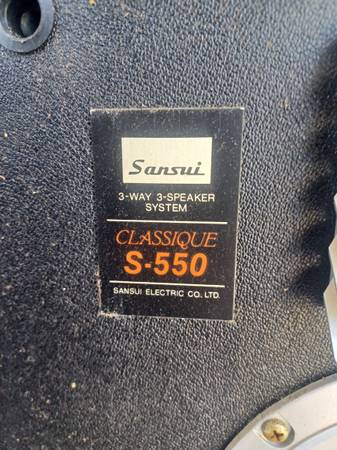 Sansui
3-WAY 3-SPEAKER
SYSTEM
CLASSIQUE
S-550
SANSUI ELECTRIC CO. LTD.